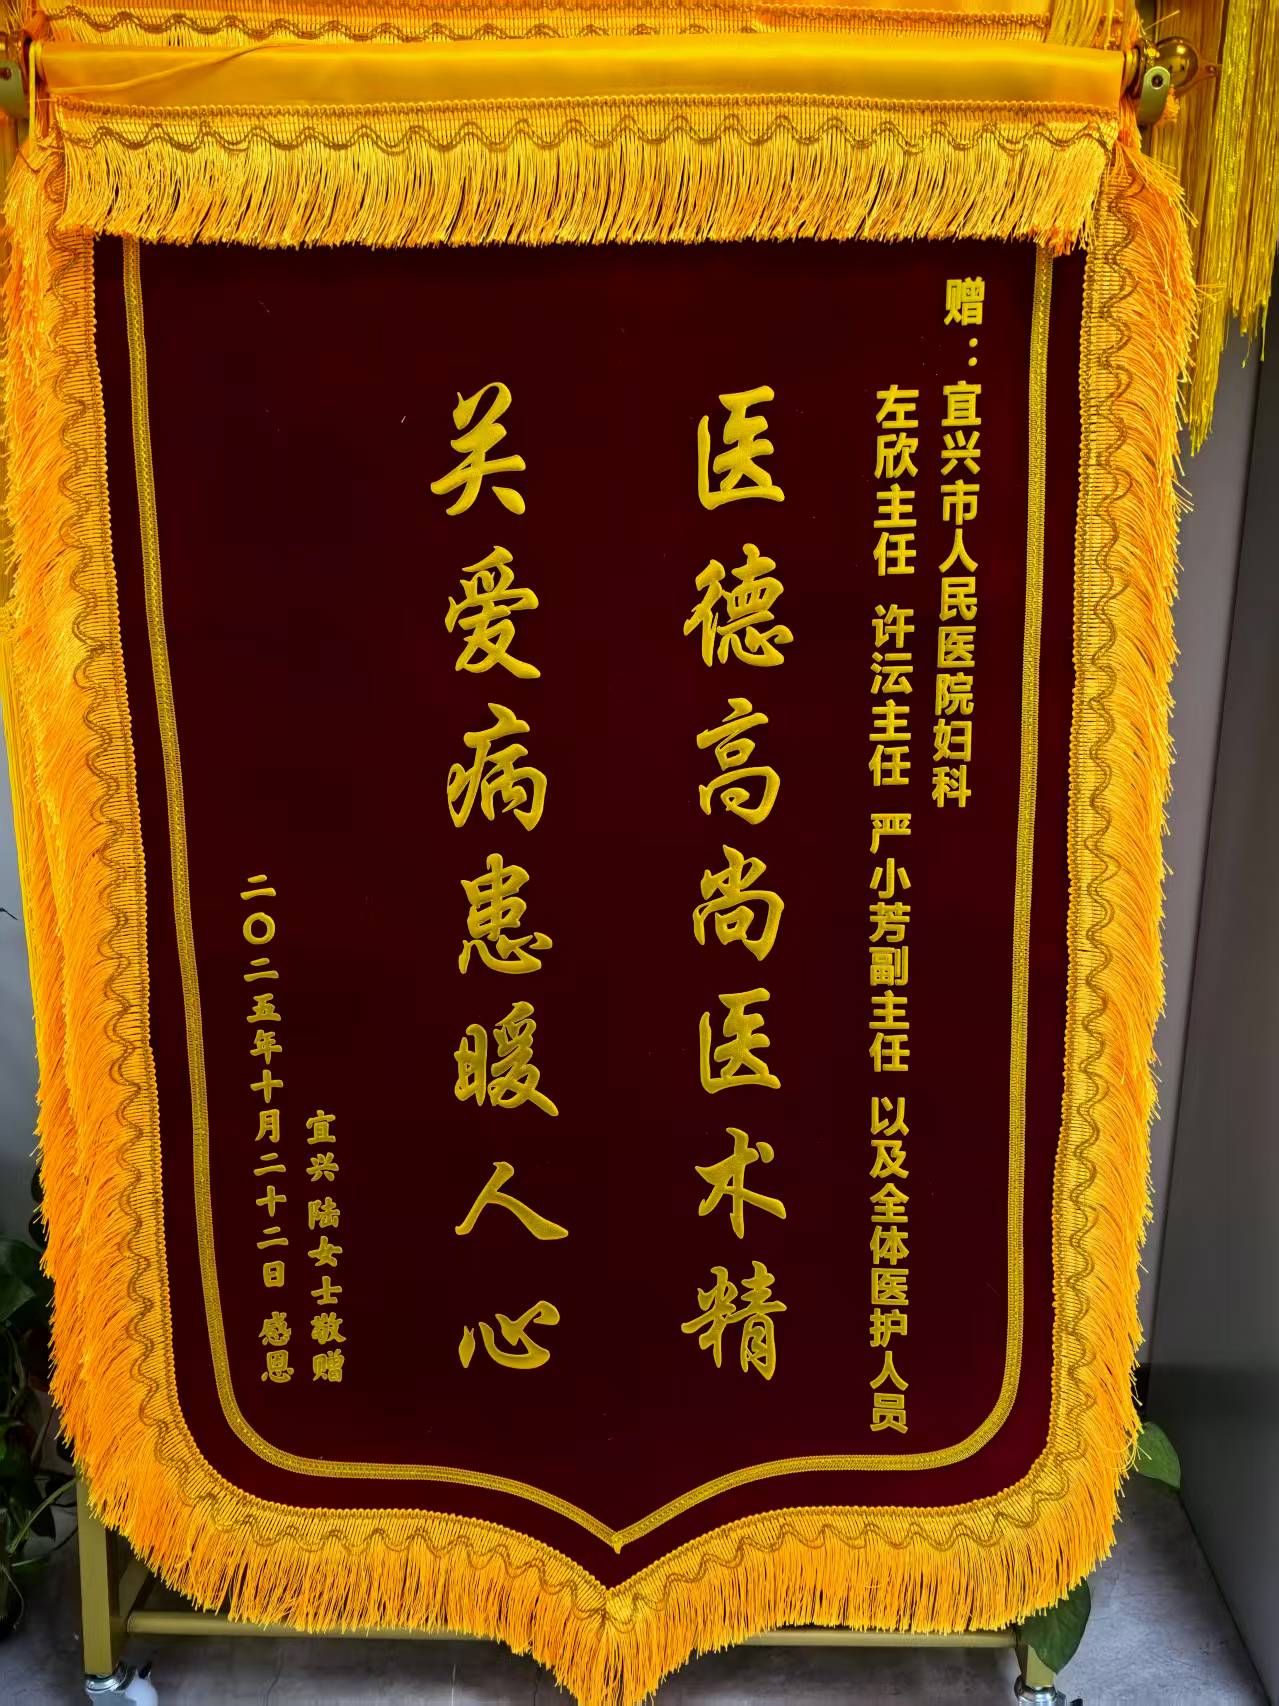 赠：宜兴市人民医院妇科
左欣主任 许沄主任 严小芳副主任 以及全体医护人员
医德高尚医术精
关爱病患暖人心
宜兴陆女士敬赠
二〇二五年十月二十二日 感恩